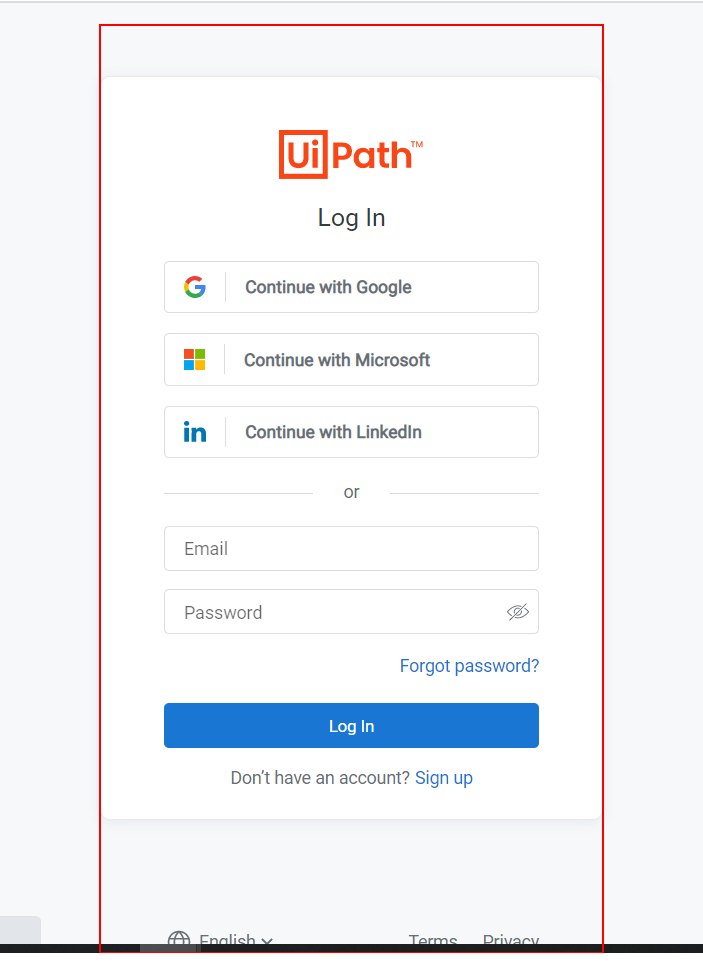 UiPath™
Log In
Continue with Google
Continue with Microsoft
Continue with LinkedIn
or
Email
Password
Forgot password?
Log In
Don’t have an account? Sign up
English
Terms
Privacy